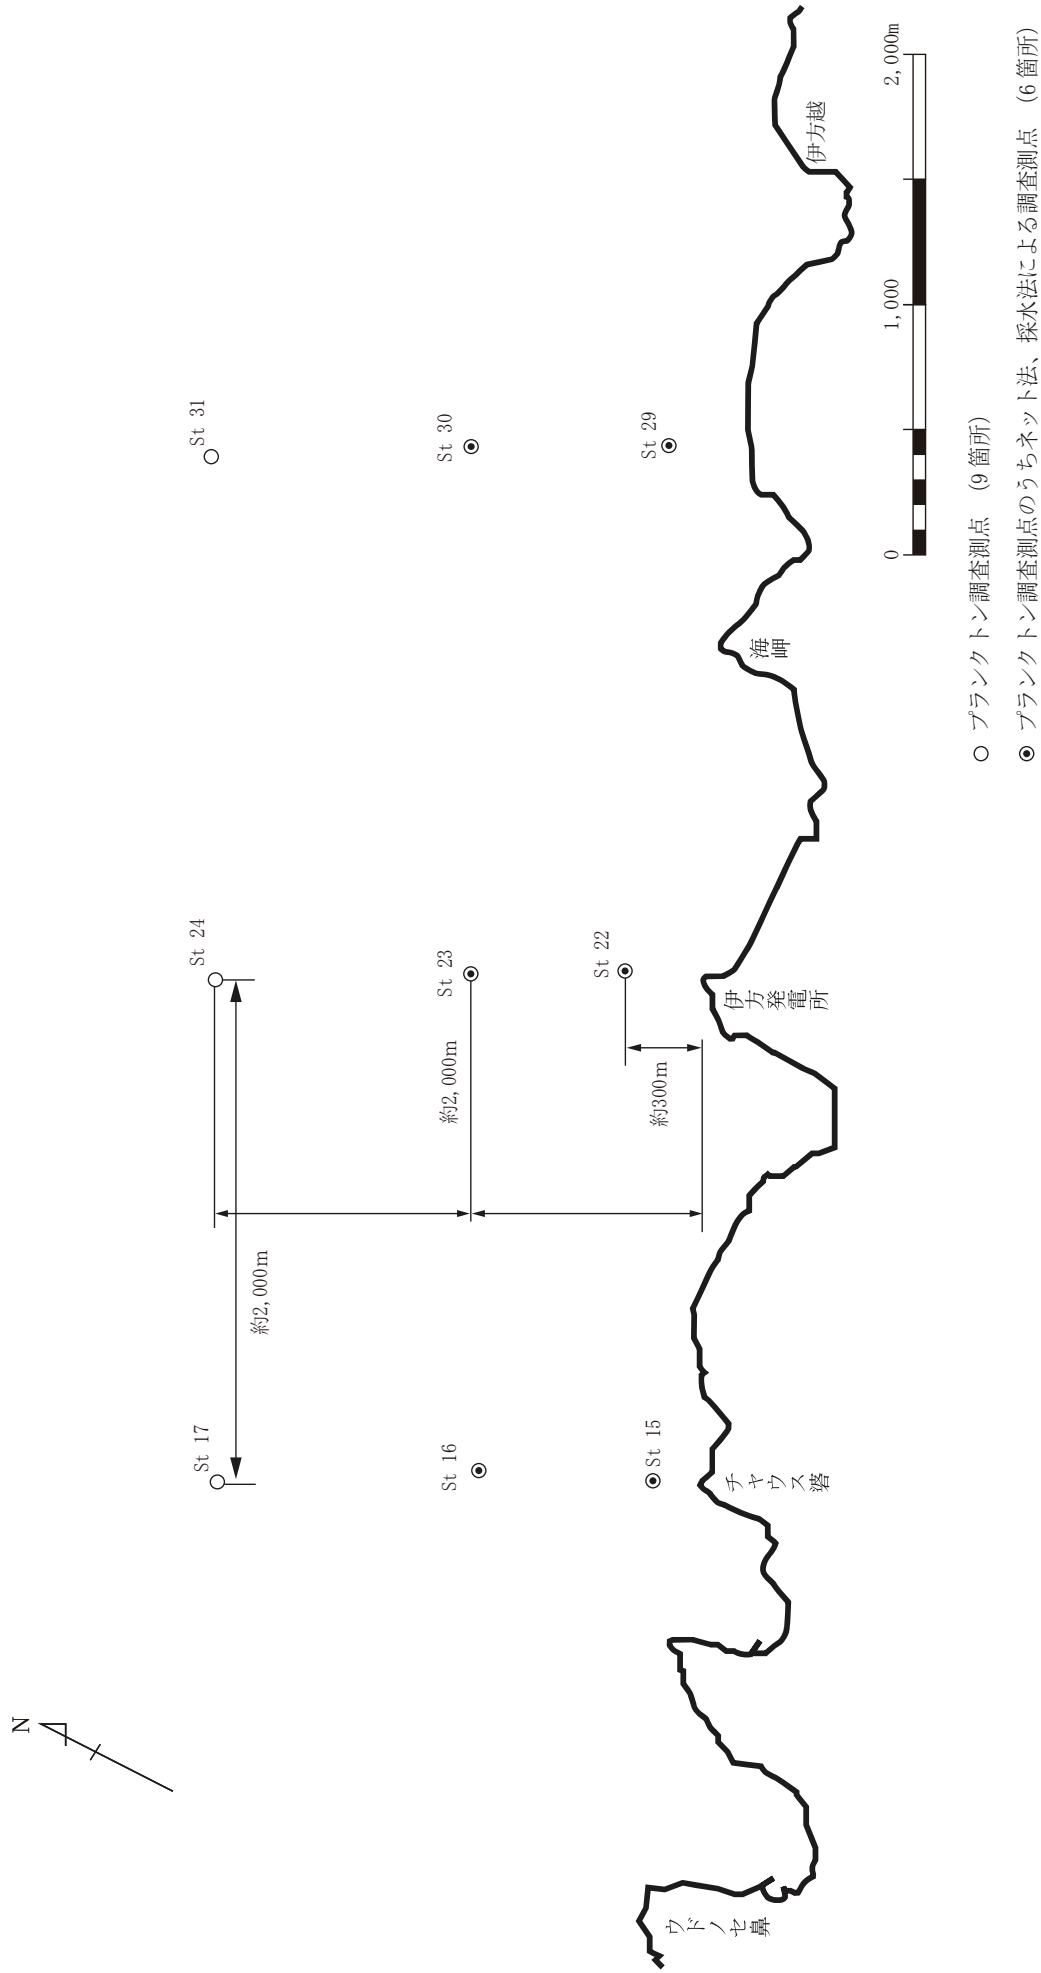 N
St 17
St 24
St 31
約2,000m
St 16
St 23
St 30
約2,000m
St 15
St 22
St 29
約300m
ウドノセ鼻
チャウス碆
伊方発電所
海岬
伊方越
0
1,000
2,000m
プランクトン調査測点 (9箇所)
プランクトン調査測点のうちネット法、採水法による調査測点 (6箇所)